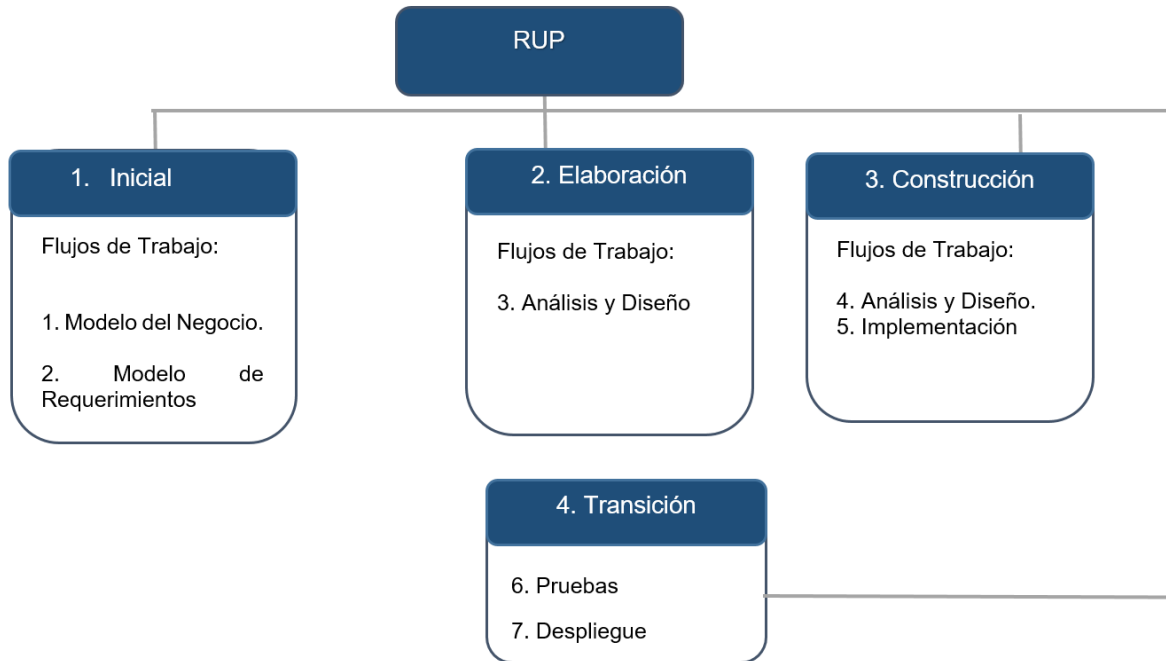 RUP
1. Inicial
Flujos de Trabajo:
1. Modelo del Negocio.
2. Modelo de
Requerimientos
2. Elaboración
Flujos de Trabajo:
3. Análisis y Diseño
3. Construcción
Flujos de Trabajo:
4. Análisis y Diseño.
5. Implementación
4. Transición
6. Pruebas
7. Despliegue